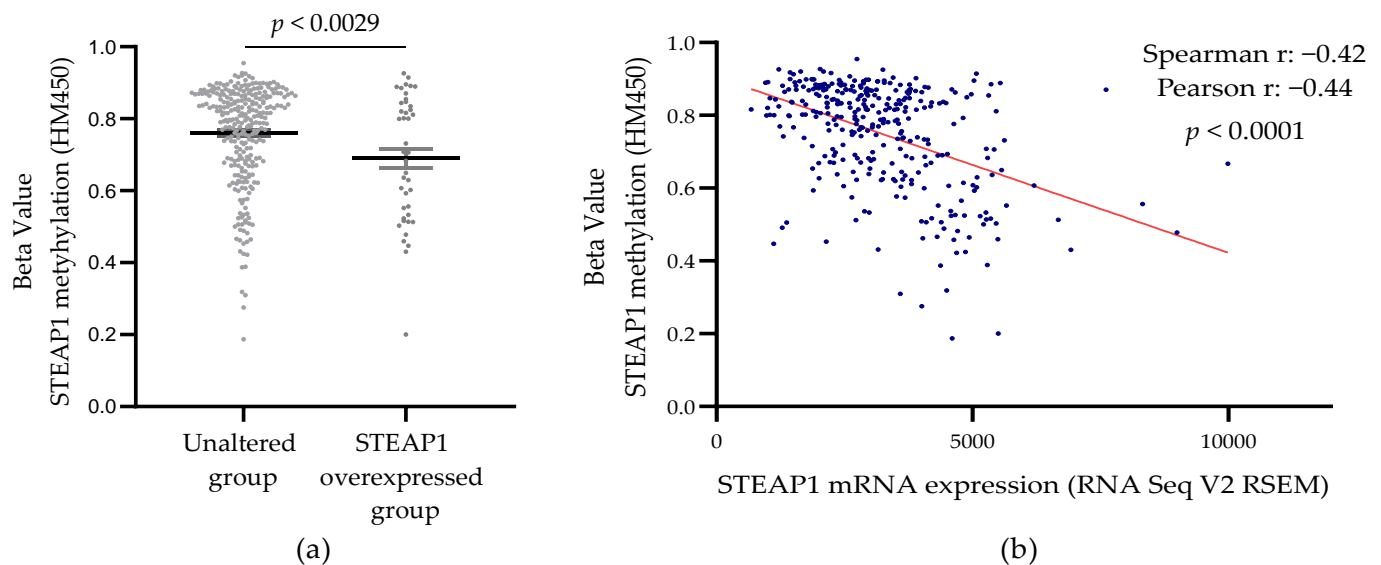 p < 0.0029
Beta Value
STEAP1 metyhylation (HM450)
1.0
0.8
0.6
0.4
0.2
0.0
Unaltered
group
STEAP1
overexpressed
group
(a)
Spearman r: −0.42
Pearson r: −0.44
p < 0.0001
Beta Value
STEAP1 methylation (HM450)
1.0
0.8
0.6
0.4
0.2
0.0
0
5000
10000
STEAP1 mRNA expression (RNA Seq V2 RSEM)
(b)